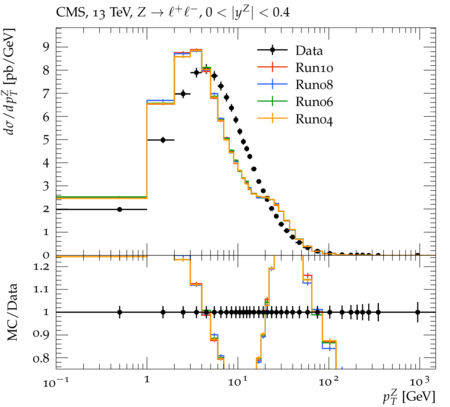 CMS, 13 TeV, Z → ℓ⁺ℓ⁻, 0 < |y^Z| < 0.4
dσ/dp_T^Z [pb/GeV]
9
8
7
6
5
4
3
2
1
0
Data
Run10
Run08
Run06
Run04
MC/Data
1.2
1.1
1
0.9
0.8
10⁻¹
1
10¹
10²
10³
p_T^Z [GeV]